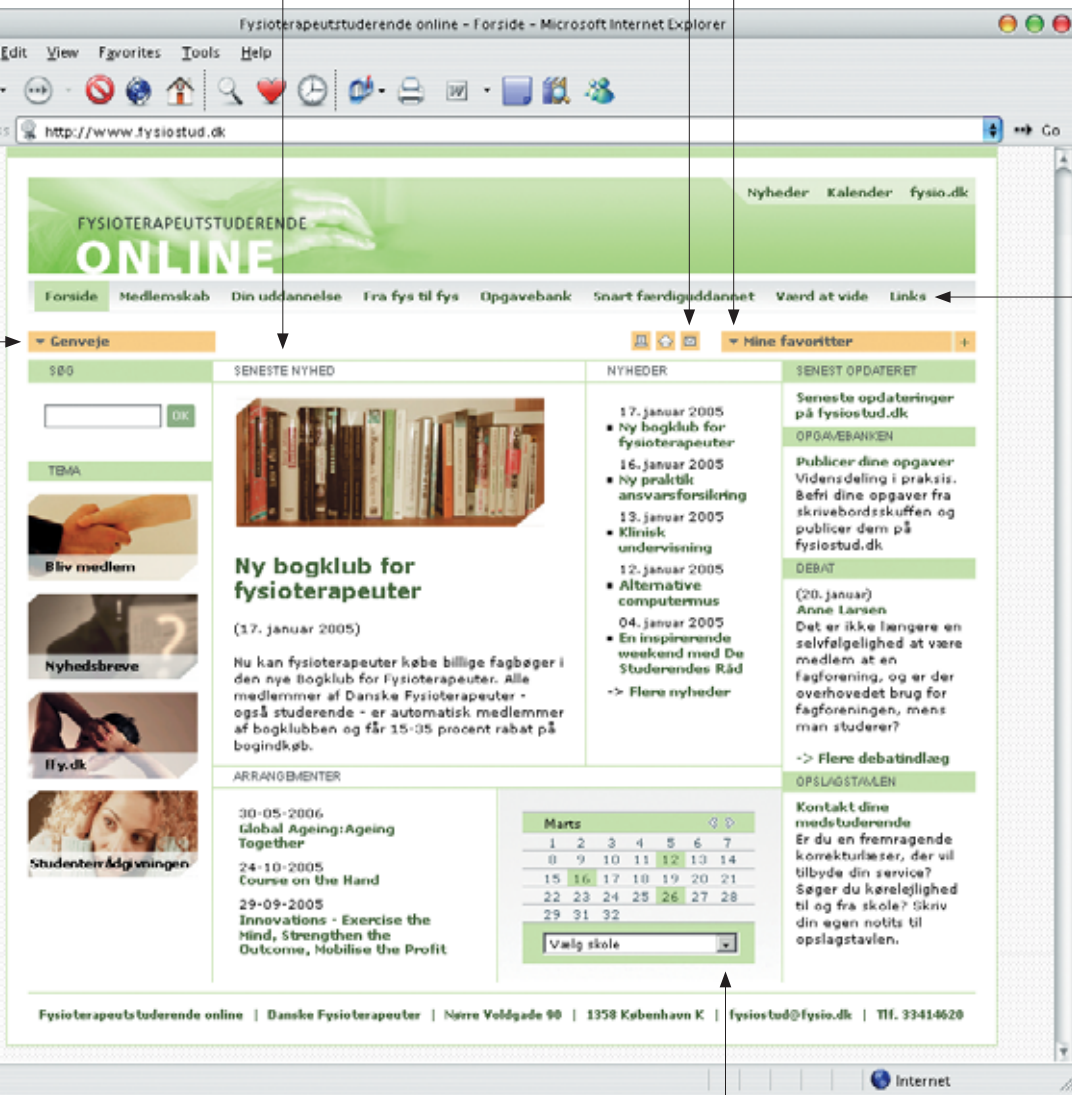 Fysioterapeutstuderende online – Forside – Microsoft Internet Explorer
Edit View Favorites Tools Help
http://www.fysiostud.dk
Go
Nyheder Kalender fysio.dk
FYSIOTERAPEUTSTUDERENDE
ONLINE
Forside Medlemskab Din uddannelse Fra fys til fys Opgavebank Snart færdiguddannet Værd at vide Links
Genveje
Mine favoritter +
SØG
OK
TEMA
Bliv medlem
Nyhedsbreve
ffy.dk
Studenterrådgivningen
SENESTE NYHED
Ny bogklub for
fysioterapeuter
(17. januar 2005)
Nu kan fysioterapeuter købe billige fagbøger i
den nye Bogklub for Fysioterapeuter. Alle
medlemmer af Danske Fysioterapeuter -
også studerende - er automatisk medlemmer
af bogklubben og får 15-35 procent rabat på
bogindkøb.
NYHEDER
17. januar 2005
▪ Ny bogklub for
fysioterapeuter
16. januar 2005
▪ Ny praktik
ansvarsforsikring
13. januar 2005
▪ Klinisk
undervisning
12. januar 2005
▪ Alternative
computermus
04. januar 2005
▪ En inspirerende
weekend med De
Studerendes Råd
-> Flere nyheder
SENEST OPDATERET
Seneste opdateringer
på fysiostud.dk
OPGAVEBANKEN
Publicer dine opgaver
Vidensdeling i praksis.
Befri dine opgaver fra
skrivebordsskuffen og
publicer dem på
fysiostud.dk
DEBAT
(20. januar)
Anne Larsen
Det er ikke længere en
selvfølgelighed at være
medlem at en
fagforening, og er der
overhovedet brug for
fagforeningen, mens
man studerer?
-> Flere debatindlæg
OPSLAGSTAVLEN
Kontakt dine
medstuderende
Er du en fremragende
korrekturlæser, der vil
tilbyde din service?
Søger du kørelejlighed
til og fra skole? Skriv
din egen notits til
opslagstavlen.
ARRANGEMENTER
30-05-2006
Global Ageing:Ageing
Together
24-10-2005
Course on the Hand
29-09-2005
Innovations - Exercise the
Mind, Strengthen the
Outcome, Mobilise the Profit
Marts
1 2 3 4 5 6 7
8 9 10 11 12 13 14
15 16 17 18 19 20 21
22 23 24 25 26 27 28
29 31 32
Vælg skole
Fysioterapeutstuderende online | Danske Fysioterapeuter | Nørre Voldgade 90 | 1358 København K | fysiostud@fysio.dk | Tlf. 33414620
Internet